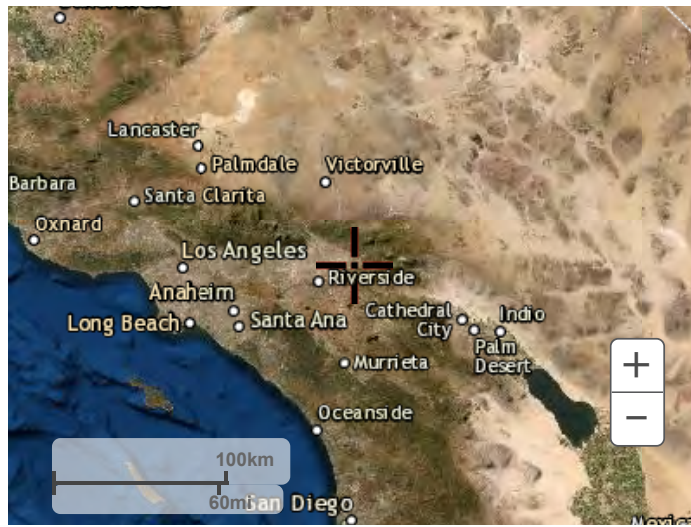 Lancaster
Palmdale
Victorville
Barbara
Santa Clarita
Oxnard
Los Angeles
Riverside
Anaheim
Cathedral
City
Indio
Long Beach
Santa Ana
Palm
Desert
Murrieta
+
Oceanside
−
100km
60mi
San Diego